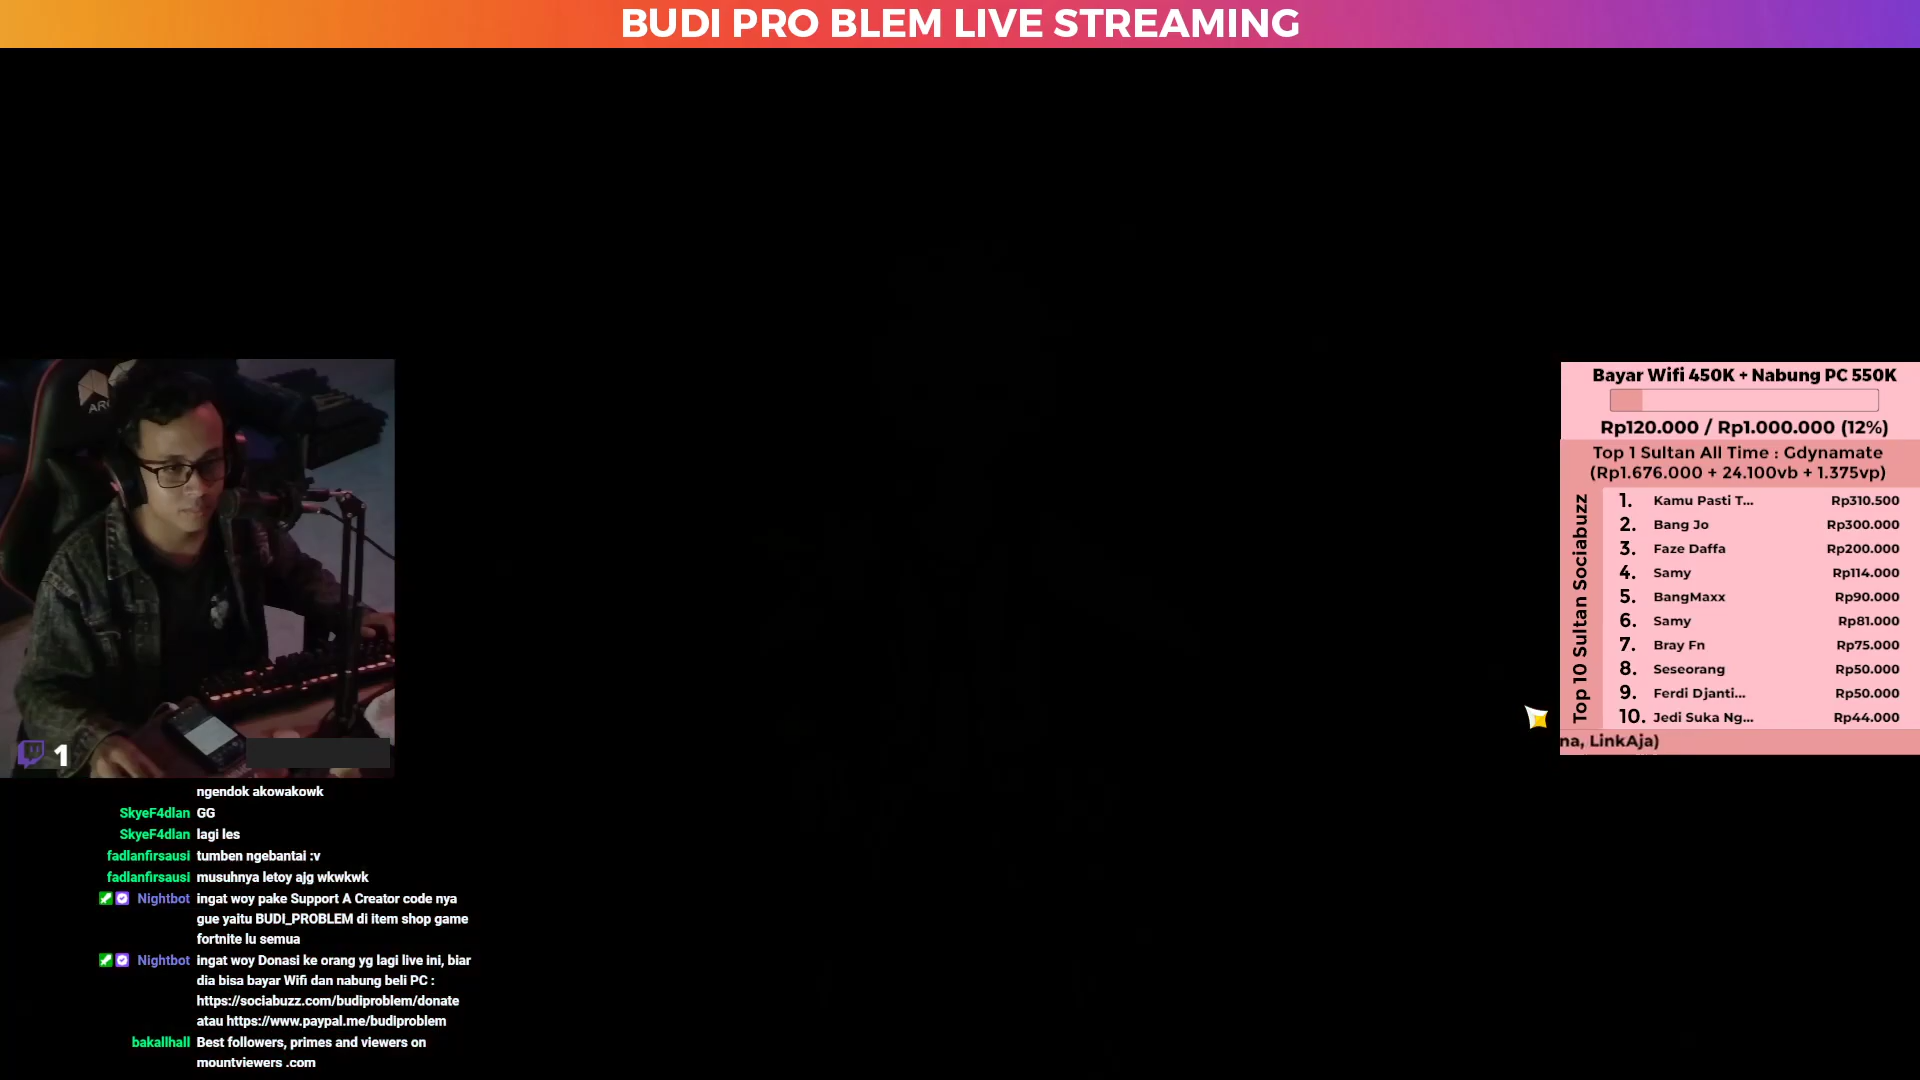 BUDI PRO BLEM LIVE STREAMING
Bayar Wifi 450K + Nabung PC 550K
Rp120.000 / Rp1.000.000 (12%)
Top 1 Sultan All Time : Gdynamate
(Rp1.676.000 + 24.100vb + 1.375vp)
Top 10 Sultan Sociabuzz
1. Kamu Pasti T... Rp310.500
2. Bang Jo Rp300.000
3. Faze Daffa Rp200.000
4. Samy Rp114.000
5. BangMaxx Rp90.000
6. Samy Rp81.000
7. Bray Fn Rp75.000
8. Seseorang Rp50.000
9. Ferdi Djanti... Rp50.000
10. Jedi Suka Ng... Rp44.000
na, LinkAja)
1
ngendok akowakowk
SkyeF4dlan GG
SkyeF4dlan lagi les
fadlanfirsausi tumben ngebantai :v
fadlanfirsausi musuhnya letoy ajg wkwkwk
Nightbot ingat woy pake Support A Creator code nya
gue yaitu BUDI_PROBLEM di item shop game
fortnite lu semua
Nightbot ingat woy Donasi ke orang yg lagi live ini, biar
dia bisa bayar Wifi dan nabung beli PC :
https://sociabuzz.com/budiproblem/donate
atau https://www.paypal.me/budiproblem
bakallhall Best followers, primes and viewers on
mountviewers .com